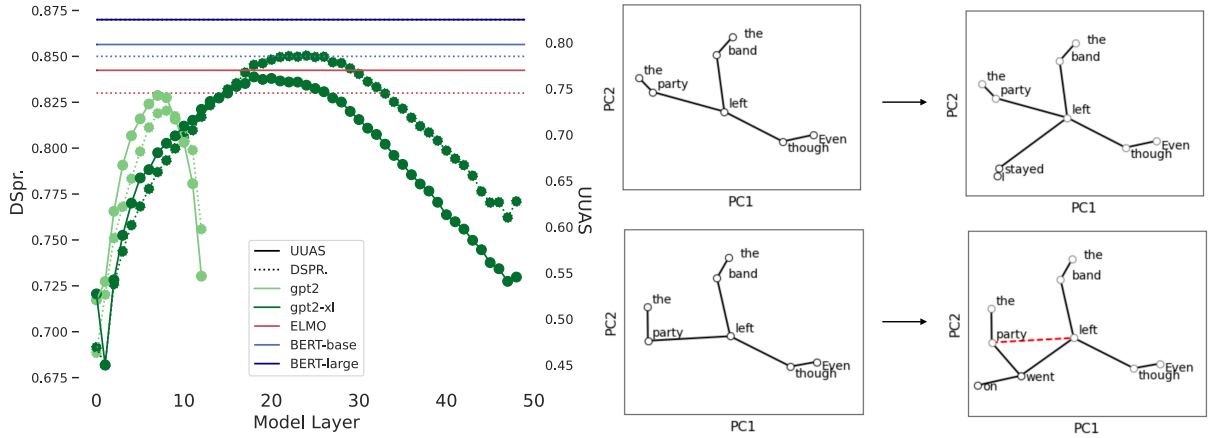 0.875
0.850
0.825
0.800
0.775
0.750
0.725
0.700
0.675
DSpr.
0 10 20 30 40 50
Model Layer
0.80
0.75
0.70
0.65
0.60
0.55
0.50
0.45
UUAS
UUAS
DSPR.
gpt2
gpt2-xl
ELMO
BERT-base
BERT-large
the
band
the
party
left
Even
though
PC2
PC1
the
band
the
party
left
Even
though
stayed
I
PC2
PC1
the
band
the
party
left
Even
though
PC2
PC1
the
band
the
party
left
Even
though
went
on
PC2
PC1